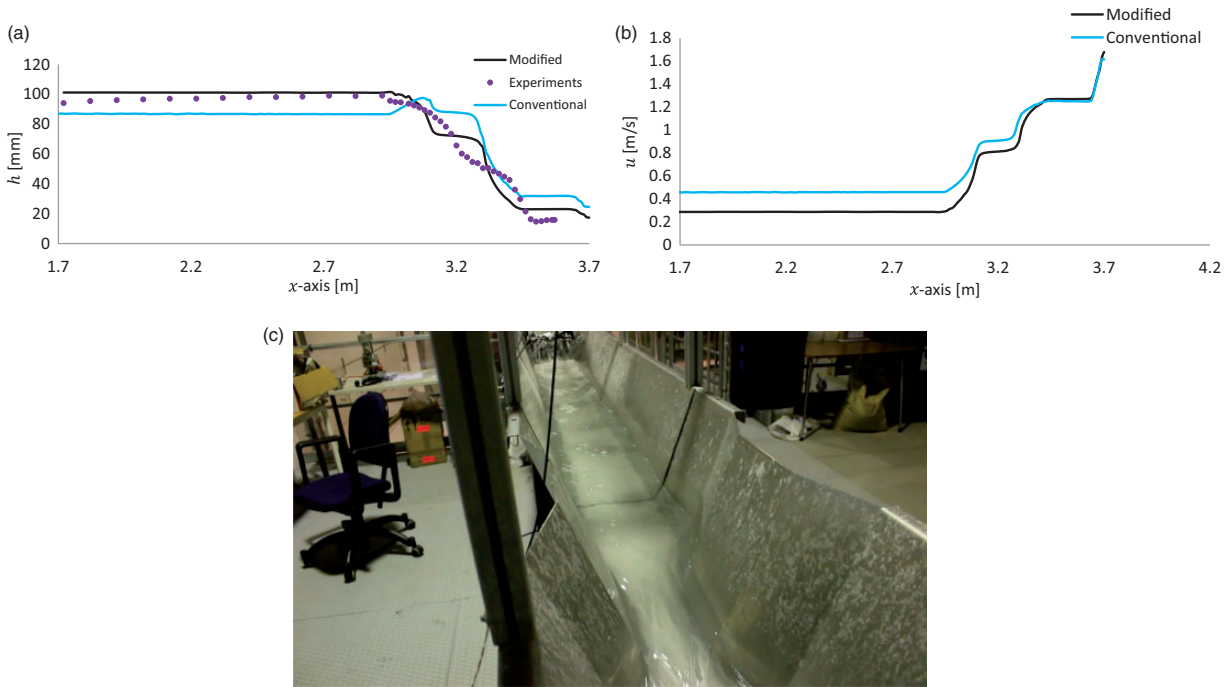 (a)
Modified
Experiments
Conventional
h [mm]
120
100
80
60
40
20
0
1.7 2.2 2.7 3.2 3.7
x-axis [m]
(b)
Modified
Conventional
u [m/s]
1.8
1.6
1.4
1.2
1
0.8
0.6
0.4
0.2
0
1.7 2.2 2.7 3.2 3.7 4.2
x-axis [m]
(c)